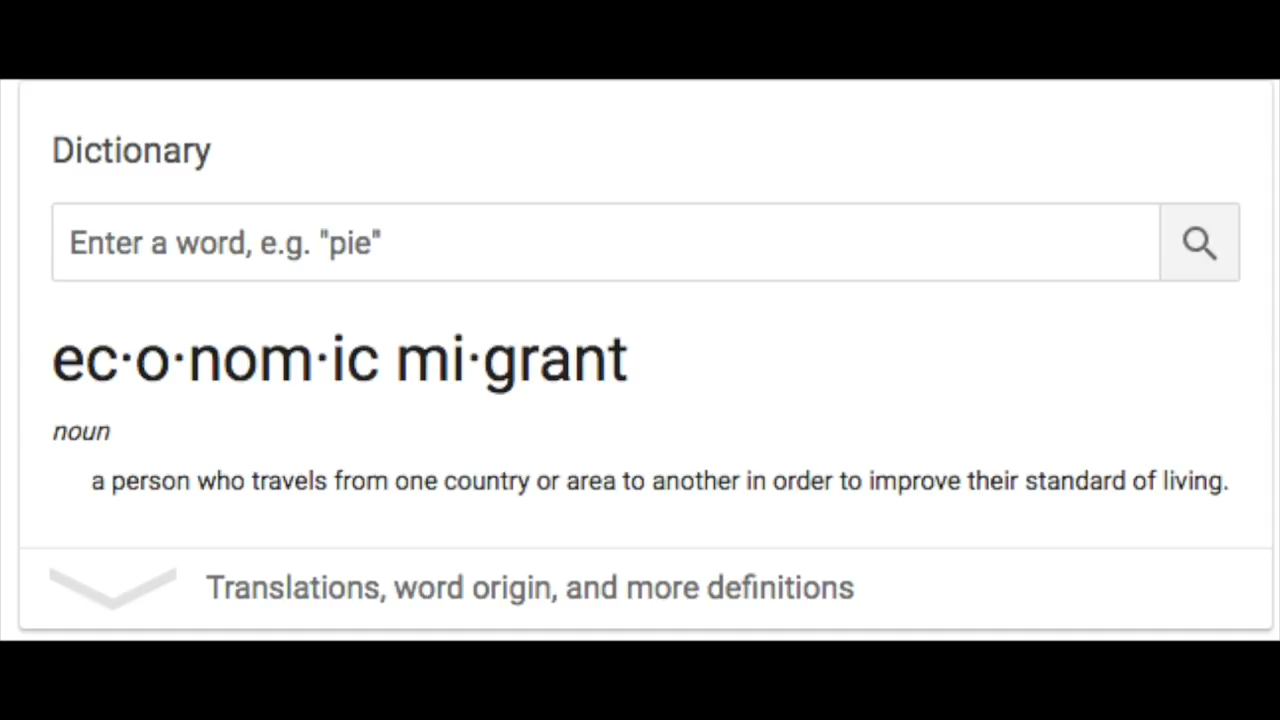 Dictionary
Enter a word, e.g. "pie"
ec·o·nom·ic mi·grant
noun
a person who travels from one country or area to another in order to improve their standard of living.
Translations, word origin, and more definitions